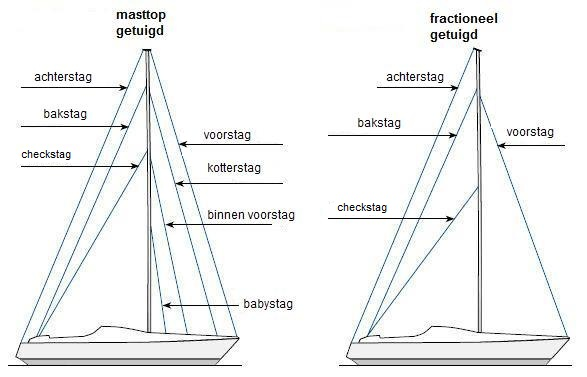 masttop
getuigd
achterstag
bakstag
checkstag
voorstag
kotterstag
binnen voorstag
babystag
fractioneel
getuigd
achterstag
bakstag
checkstag
voorstag